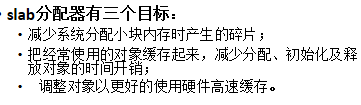 slab分配器有三个目标：
• 减少系统分配小块内存时产生的碎片；
• 把经常使用的对象缓存起来，减少分配、初始化及释
放对象的时间开销；
• 调整对象以更好的使用硬件高速缓存。